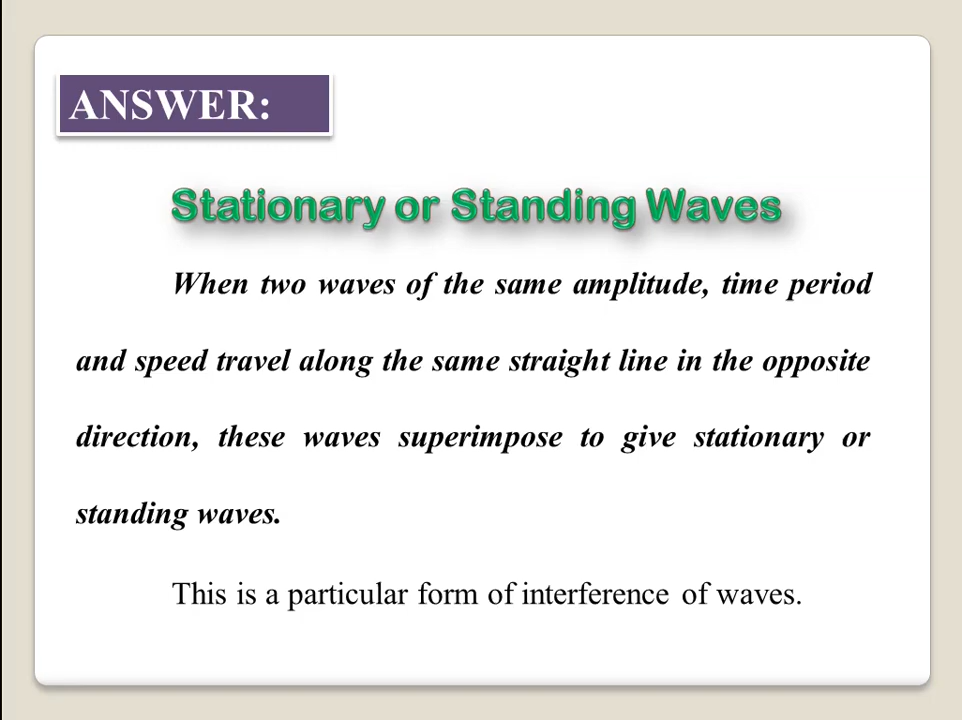 ANSWER:
Stationary or Standing Waves
When two waves of the same amplitude, time period
and speed travel along the same straight line in the opposite
direction, these waves superimpose to give stationary or
standing waves.
This is a particular form of interference of waves.